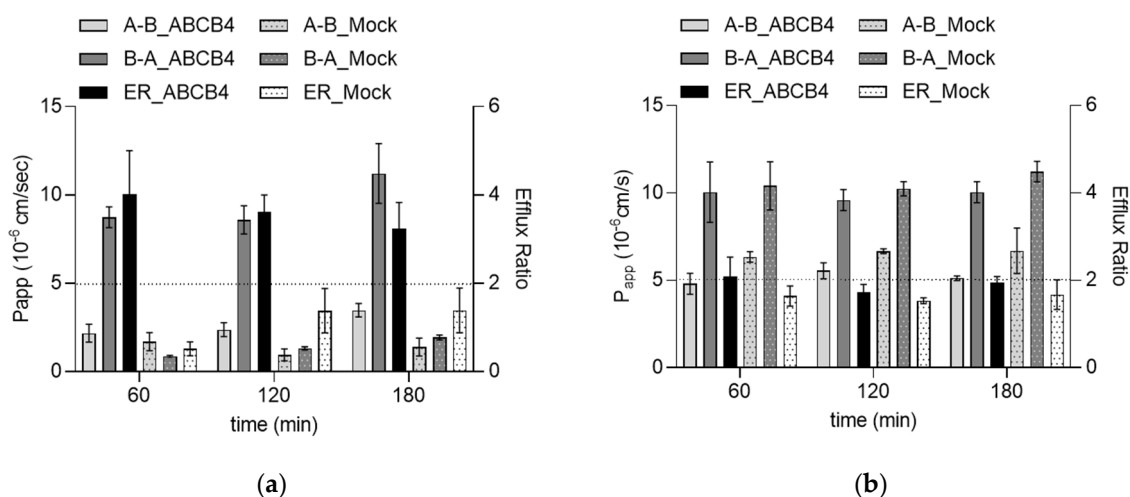 A-B_ABCB4 A-B_Mock
B-A_ABCB4 B-A_Mock
ER_ABCB4 ER_Mock
15 6
10 4
5 2
0 0
Papp (10⁻⁶ cm/sec)
Efflux Ratio
60 120 180
time (min)
(a)
A-B_ABCB4 A-B_Mock
B-A_ABCB4 B-A_Mock
ER_ABCB4 ER_Mock
15 6
10 4
5 2
0 0
Papp (10⁻⁶cm/s)
Efflux Ratio
60 120 180
time (min)
(b)